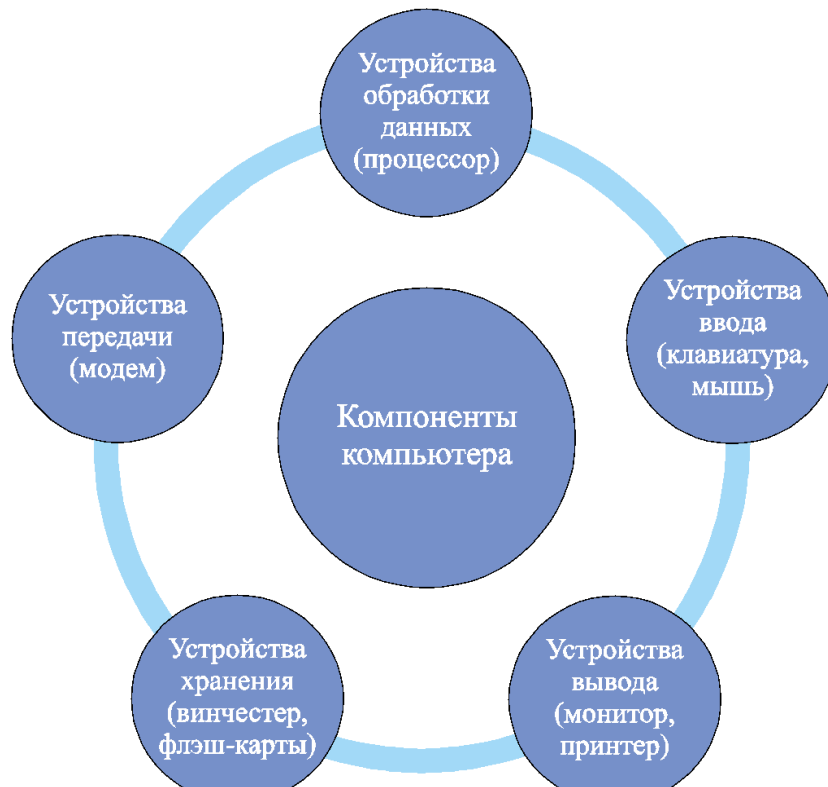 Устройства
обработки
данных
(процессор)
Устройства
ввода
(клавиатура,
мышь)
Устройства
вывода
(монитор,
принтер)
Устройства
хранения
(винчестер,
флэш-карты)
Устройства
передачи
(модем)
Компоненты
компьютера